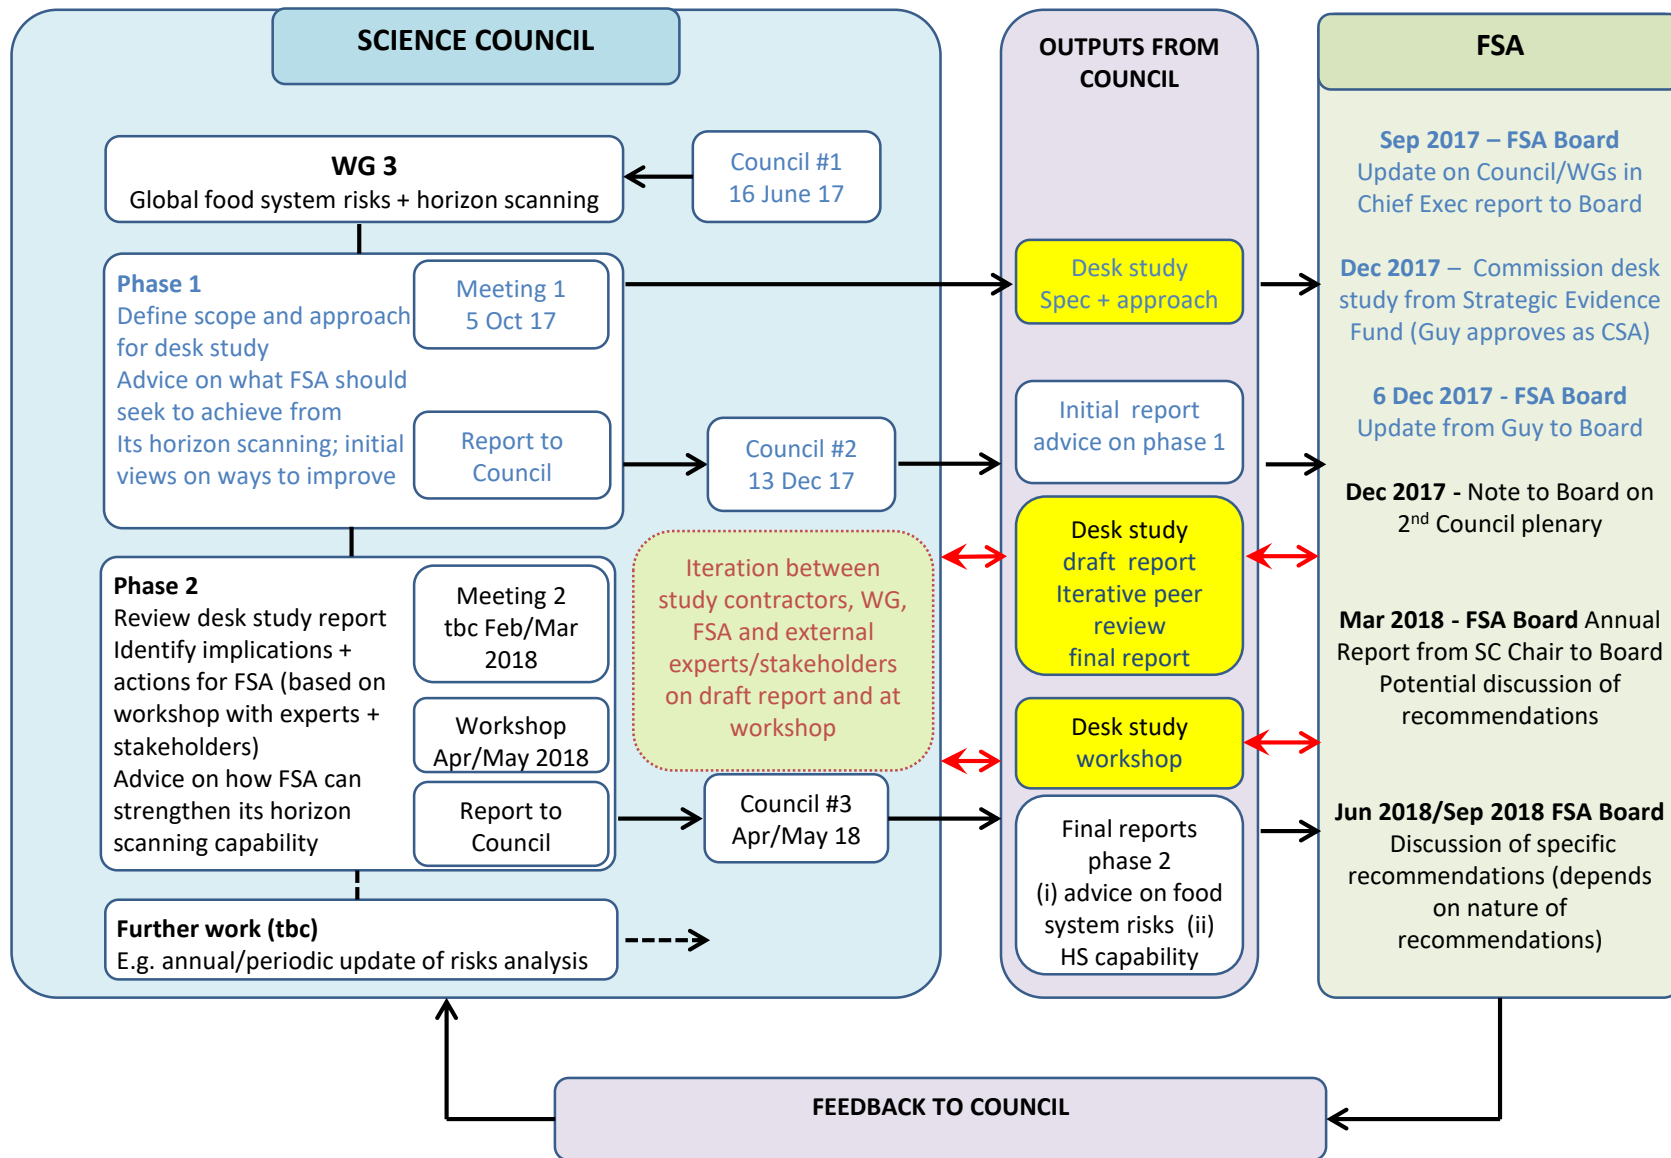 SCIENCE COUNCIL
WG 3
Global food system risks + horizon scanning
Council #1
16 June 17
Phase 1
Define scope and approach
for desk study
Advice on what FSA should
seek to achieve from
Its horizon scanning; initial
views on ways to improve
Meeting 1
5 Oct 17
Report to
Council
Council #2
13 Dec 17
Phase 2
Review desk study report
Identify implications +
actions for FSA (based on
workshop with experts +
stakeholders)
Advice on how FSA can
strengthen its horizon
scanning capability
Meeting 2
tbc Feb/Mar
2018
Workshop
Apr/May 2018
Report to
Council
Iteration between
study contractors, WG,
FSA and external
experts/stakeholders
on draft report and at
workshop
Council #3
Apr/May 18
Further work (tbc)
E.g. annual/periodic update of risks analysis
OUTPUTS FROM
COUNCIL
Desk study
Spec + approach
Initial report
advice on phase 1
Desk study
draft report
Iterative peer
review
final report
Desk study
workshop
Final reports
phase 2
(i) advice on food
system risks (ii)
HS capability
FSA
Sep 2017 – FSA Board
Update on Council/WGs in
Chief Exec report to Board
Dec 2017 – Commission desk
study from Strategic Evidence
Fund (Guy approves as CSA)
6 Dec 2017 - FSA Board
Update from Guy to Board
Dec 2017 - Note to Board on
2nd Council plenary
Mar 2018 - FSA Board Annual
Report from SC Chair to Board
Potential discussion of
recommendations
Jun 2018/Sep 2018 FSA Board
Discussion of specific
recommendations (depends
on nature of
recommendations)
FEEDBACK TO COUNCIL